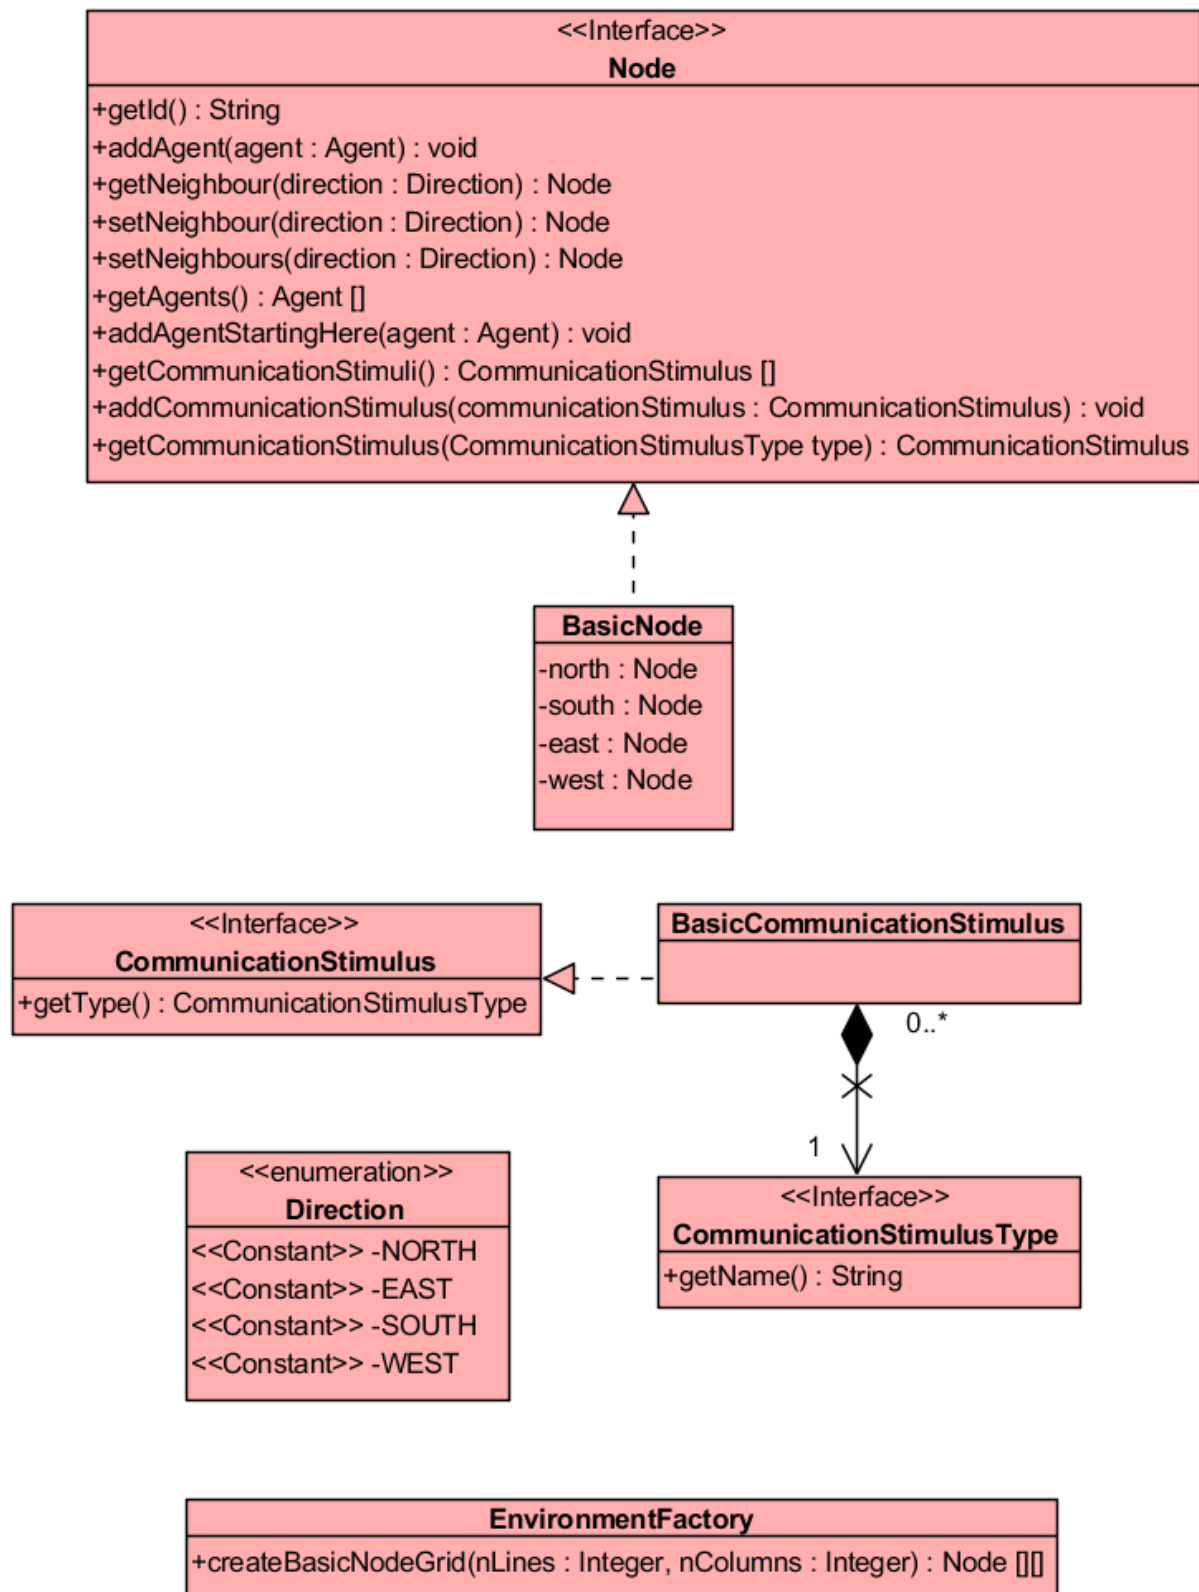 <<Interface>>
Node
+getId() : String
+addAgent(agent : Agent) : void
+getNeighbour(direction : Direction) : Node
+setNeighbour(direction : Direction) : Node
+setNeighbours(direction : Direction) : Node
+getAgents() : Agent []
+addAgentStartingHere(agent : Agent) : void
+getCommunicationStimuli() : CommunicationStimulus []
+addCommunicationStimulus(communicationStimulus : CommunicationStimulus) : void
+getCommunicationStimulus(CommunicationStimulusType type) : CommunicationStimulus
BasicNode
-north : Node
-south : Node
-east : Node
-west : Node
<<Interface>>
CommunicationStimulus
+getType() : CommunicationStimulusType
BasicCommunicationStimulus
0..*
1
<<Interface>>
CommunicationStimulusType
+getName() : String
<<enumeration>>
Direction
<<Constant>> -NORTH
<<Constant>> -EAST
<<Constant>> -SOUTH
<<Constant>> -WEST
EnvironmentFactory
+createBasicNodeGrid(nLines : Integer, nColumns : Integer) : Node [][]